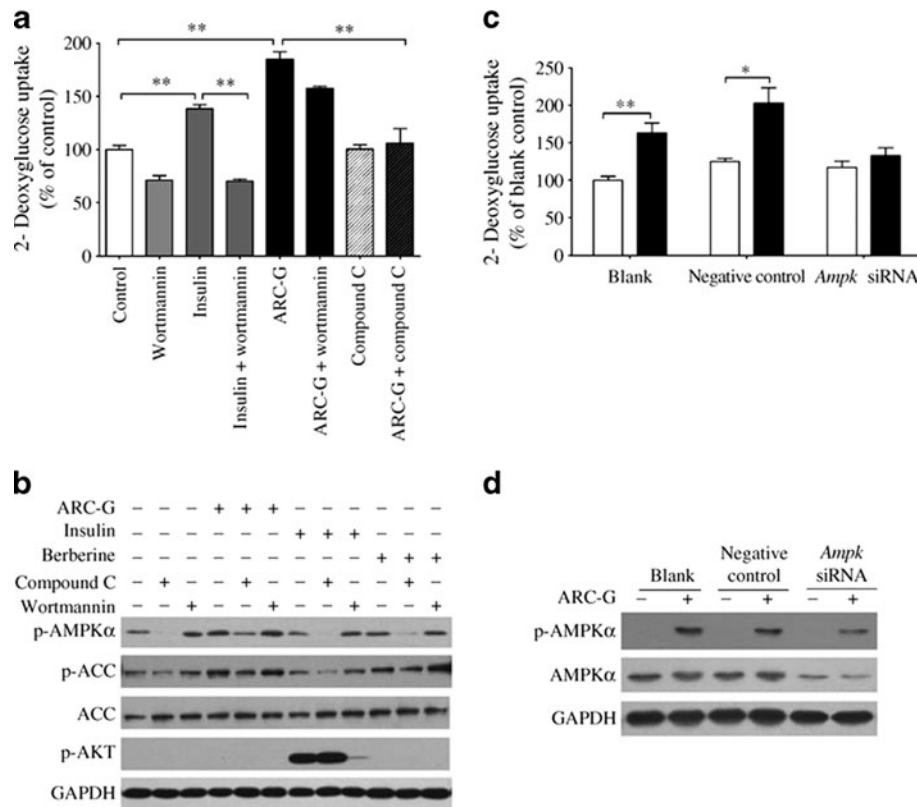 a
2- Deoxyglucose uptake
(% of control)
200
150
100
50
0
**
**
**
**
Control
Wortmannin
Insulin
Insulin + wortmannin
ARC-G
ARC-G + wortmannin
Compound C
ARC-G + compound C
c
2- Deoxyglucose uptake
(% of blank control)
250
200
150
100
50
0
**
*
Blank
Negative control
Ampk siRNA
b
ARC-G – – – + + + – – – – – –
Insulin – – – – – – + + + – – –
Berberine – – – – – – – – – + + +
Compound C – + – – + – – + – – + –
Wortmannin – – + – – + – – + – – +
p-AMPKα
p-ACC
ACC
p-AKT
GAPDH
d
Blank
Negative
control
Ampk
siRNA
ARC-G – + – + – +
p-AMPKα
AMPKα
GAPDH